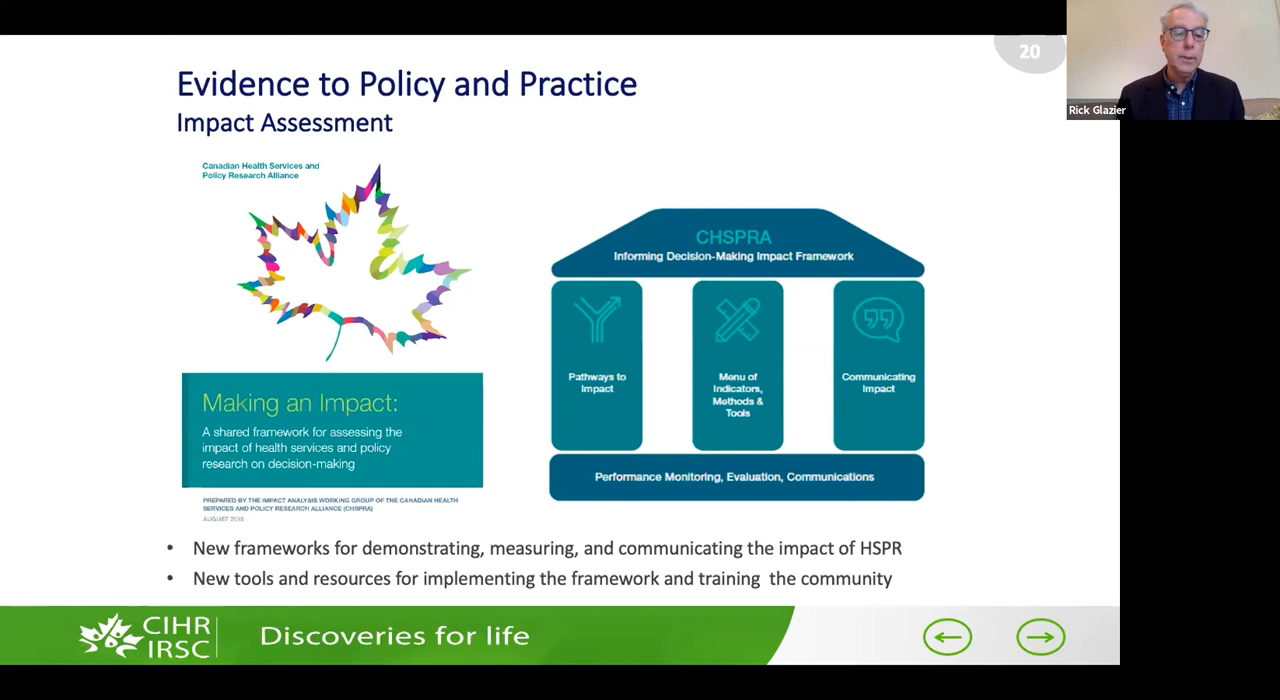 20
Rick Glazier
Evidence to Policy and Practice
Impact Assessment
Canadian Health Services and
Policy Research Alliance
Making an Impact:
A shared framework for assessing the
impact of health services and policy
research on decision-making
PREPARED BY THE IMPACT ANALYSIS WORKING GROUP OF THE CANADIAN HEALTH
SERVICES AND POLICY RESEARCH ALLIANCE (CHSPRA)
AUGUST 2018
CHSPRA
Informing Decision-Making Impact Framework
Pathways to
Impact
Menu of
Indicators,
Methods &
Tools
Communicating
Impact
Performance Monitoring, Evaluation, Communications
• New frameworks for demonstrating, measuring, and communicating the impact of HSPR
• New tools and resources for implementing the framework and training the community
CIHR
IRSC
Discoveries for life